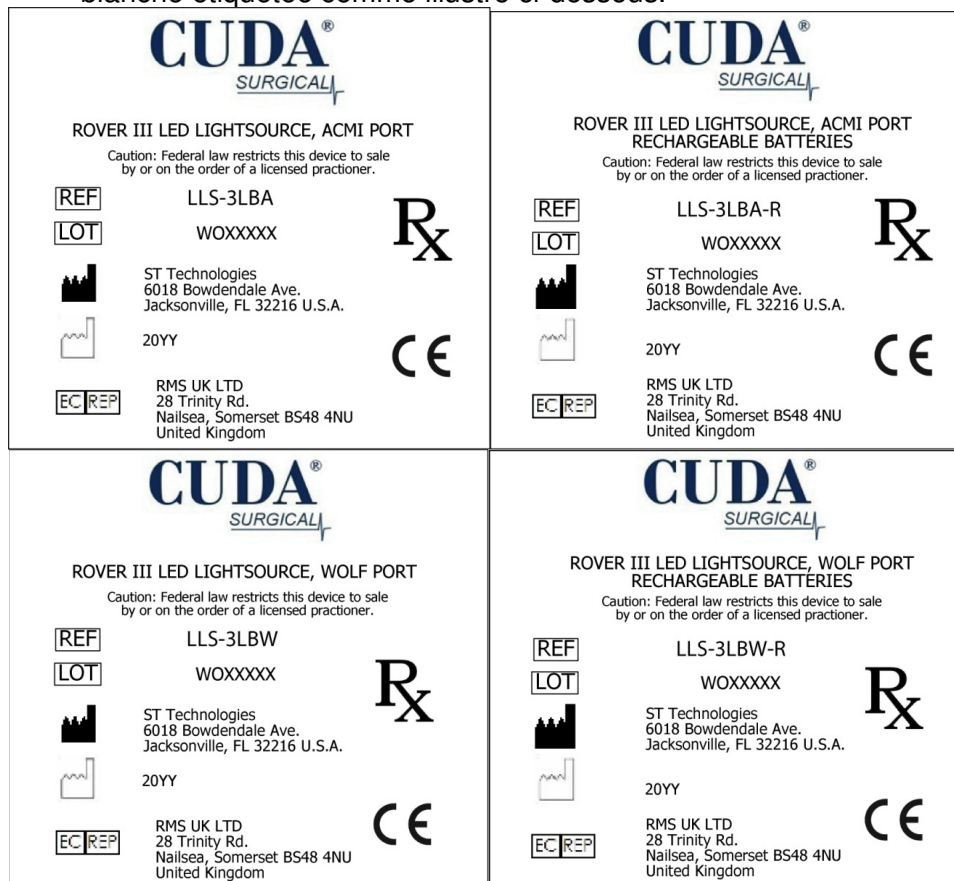 blanche étiquetée comme illustré ci-dessous.
CUDA®
SURGICAL
ROVER III LED LIGHTSOURCE, ACMI PORT
Caution: Federal law restricts this device to sale
by or on the order of a licensed practioner.
REF LLS-3LBA
LOT WOXXXXX
Rx
ST Technologies
6018 Bowdendale Ave.
Jacksonville, FL 32216 U.S.A.
20YY
CE
EC REP
RMS UK LTD
28 Trinity Rd.
Nailsea, Somerset BS48 4NU
United Kingdom
CUDA®
SURGICAL
ROVER III LED LIGHTSOURCE, ACMI PORT
RECHARGEABLE BATTERIES
Caution: Federal law restricts this device to sale
by or on the order of a licensed practioner.
REF LLS-3LBA-R
LOT WOXXXXX
Rx
ST Technologies
6018 Bowdendale Ave.
Jacksonville, FL 32216 U.S.A.
20YY
CE
EC REP
RMS UK LTD
28 Trinity Rd.
Nailsea, Somerset BS48 4NU
United Kingdom
CUDA®
SURGICAL
ROVER III LED LIGHTSOURCE, WOLF PORT
Caution: Federal law restricts this device to sale
by or on the order of a licensed practioner.
REF LLS-3LBW
LOT WOXXXXX
Rx
ST Technologies
6018 Bowdendale Ave.
Jacksonville, FL 32216 U.S.A.
20YY
CE
EC REP
RMS UK LTD
28 Trinity Rd.
Nailsea, Somerset BS48 4NU
United Kingdom
CUDA®
SURGICAL
ROVER III LED LIGHTSOURCE, WOLF PORT
RECHARGEABLE BATTERIES
Caution: Federal law restricts this device to sale
by or on the order of a licensed practioner.
REF LLS-3LBW-R
LOT WOXXXXX
Rx
ST Technologies
6018 Bowdendale Ave.
Jacksonville, FL 32216 U.S.A.
20YY
CE
EC REP
RMS UK LTD
28 Trinity Rd.
Nailsea, Somerset BS48 4NU
United Kingdom